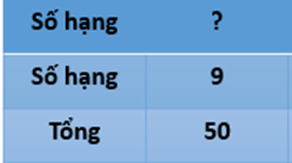 Số hạng ?
Số hạng 9
Tổng 50